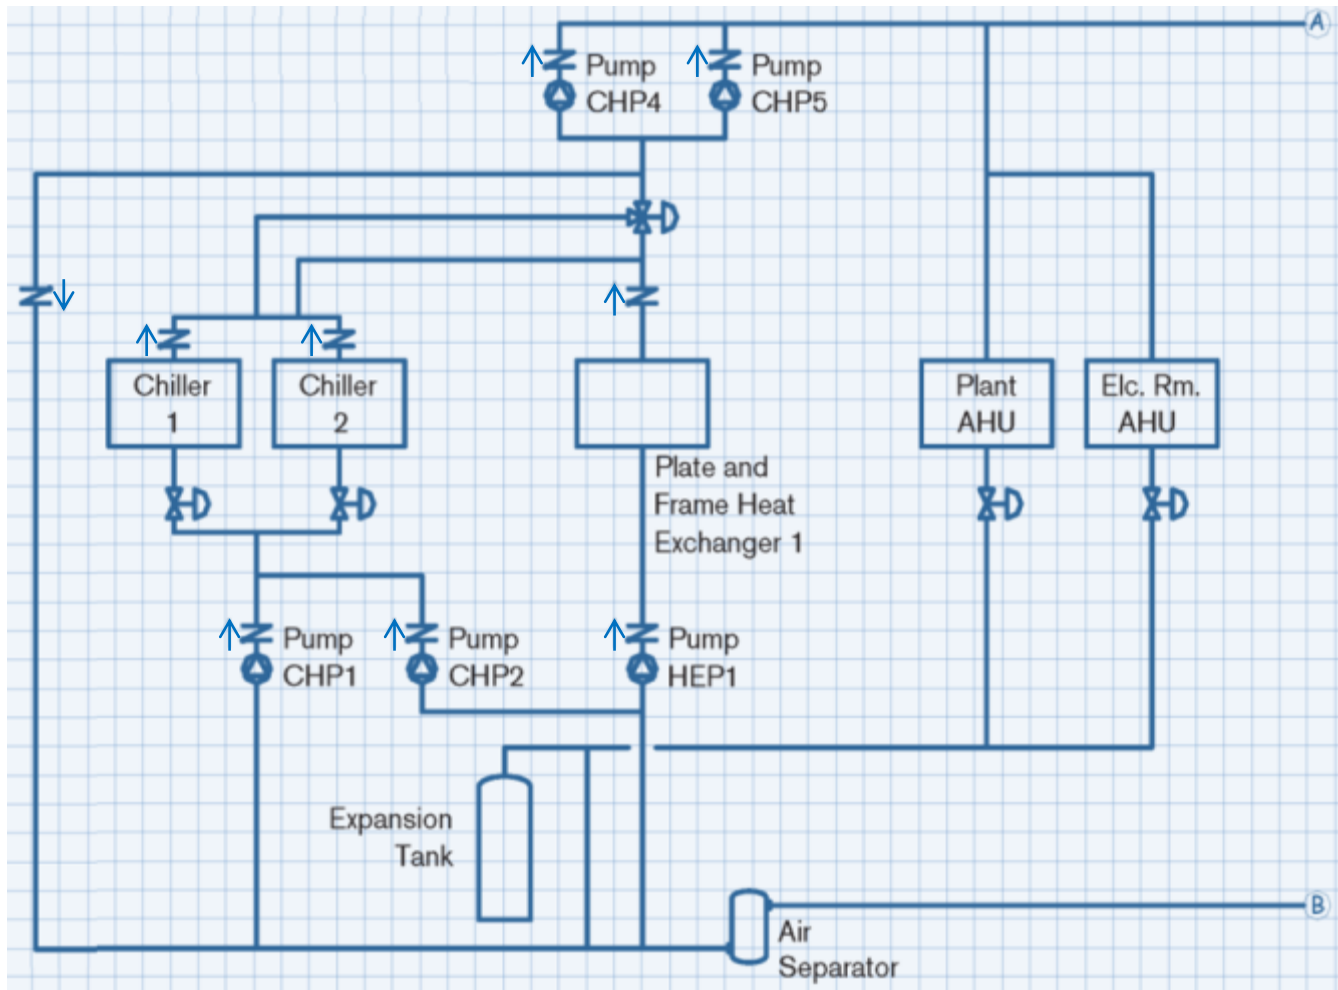 A
Pump
CHP4
Pump
CHP5
Chiller
1
Chiller
2
Plant
AHU
Elc. Rm.
AHU
Plate and
Frame Heat
Exchanger 1
Pump
CHP1
Pump
CHP2
Pump
HEP1
Expansion
Tank
B
Air
Separator